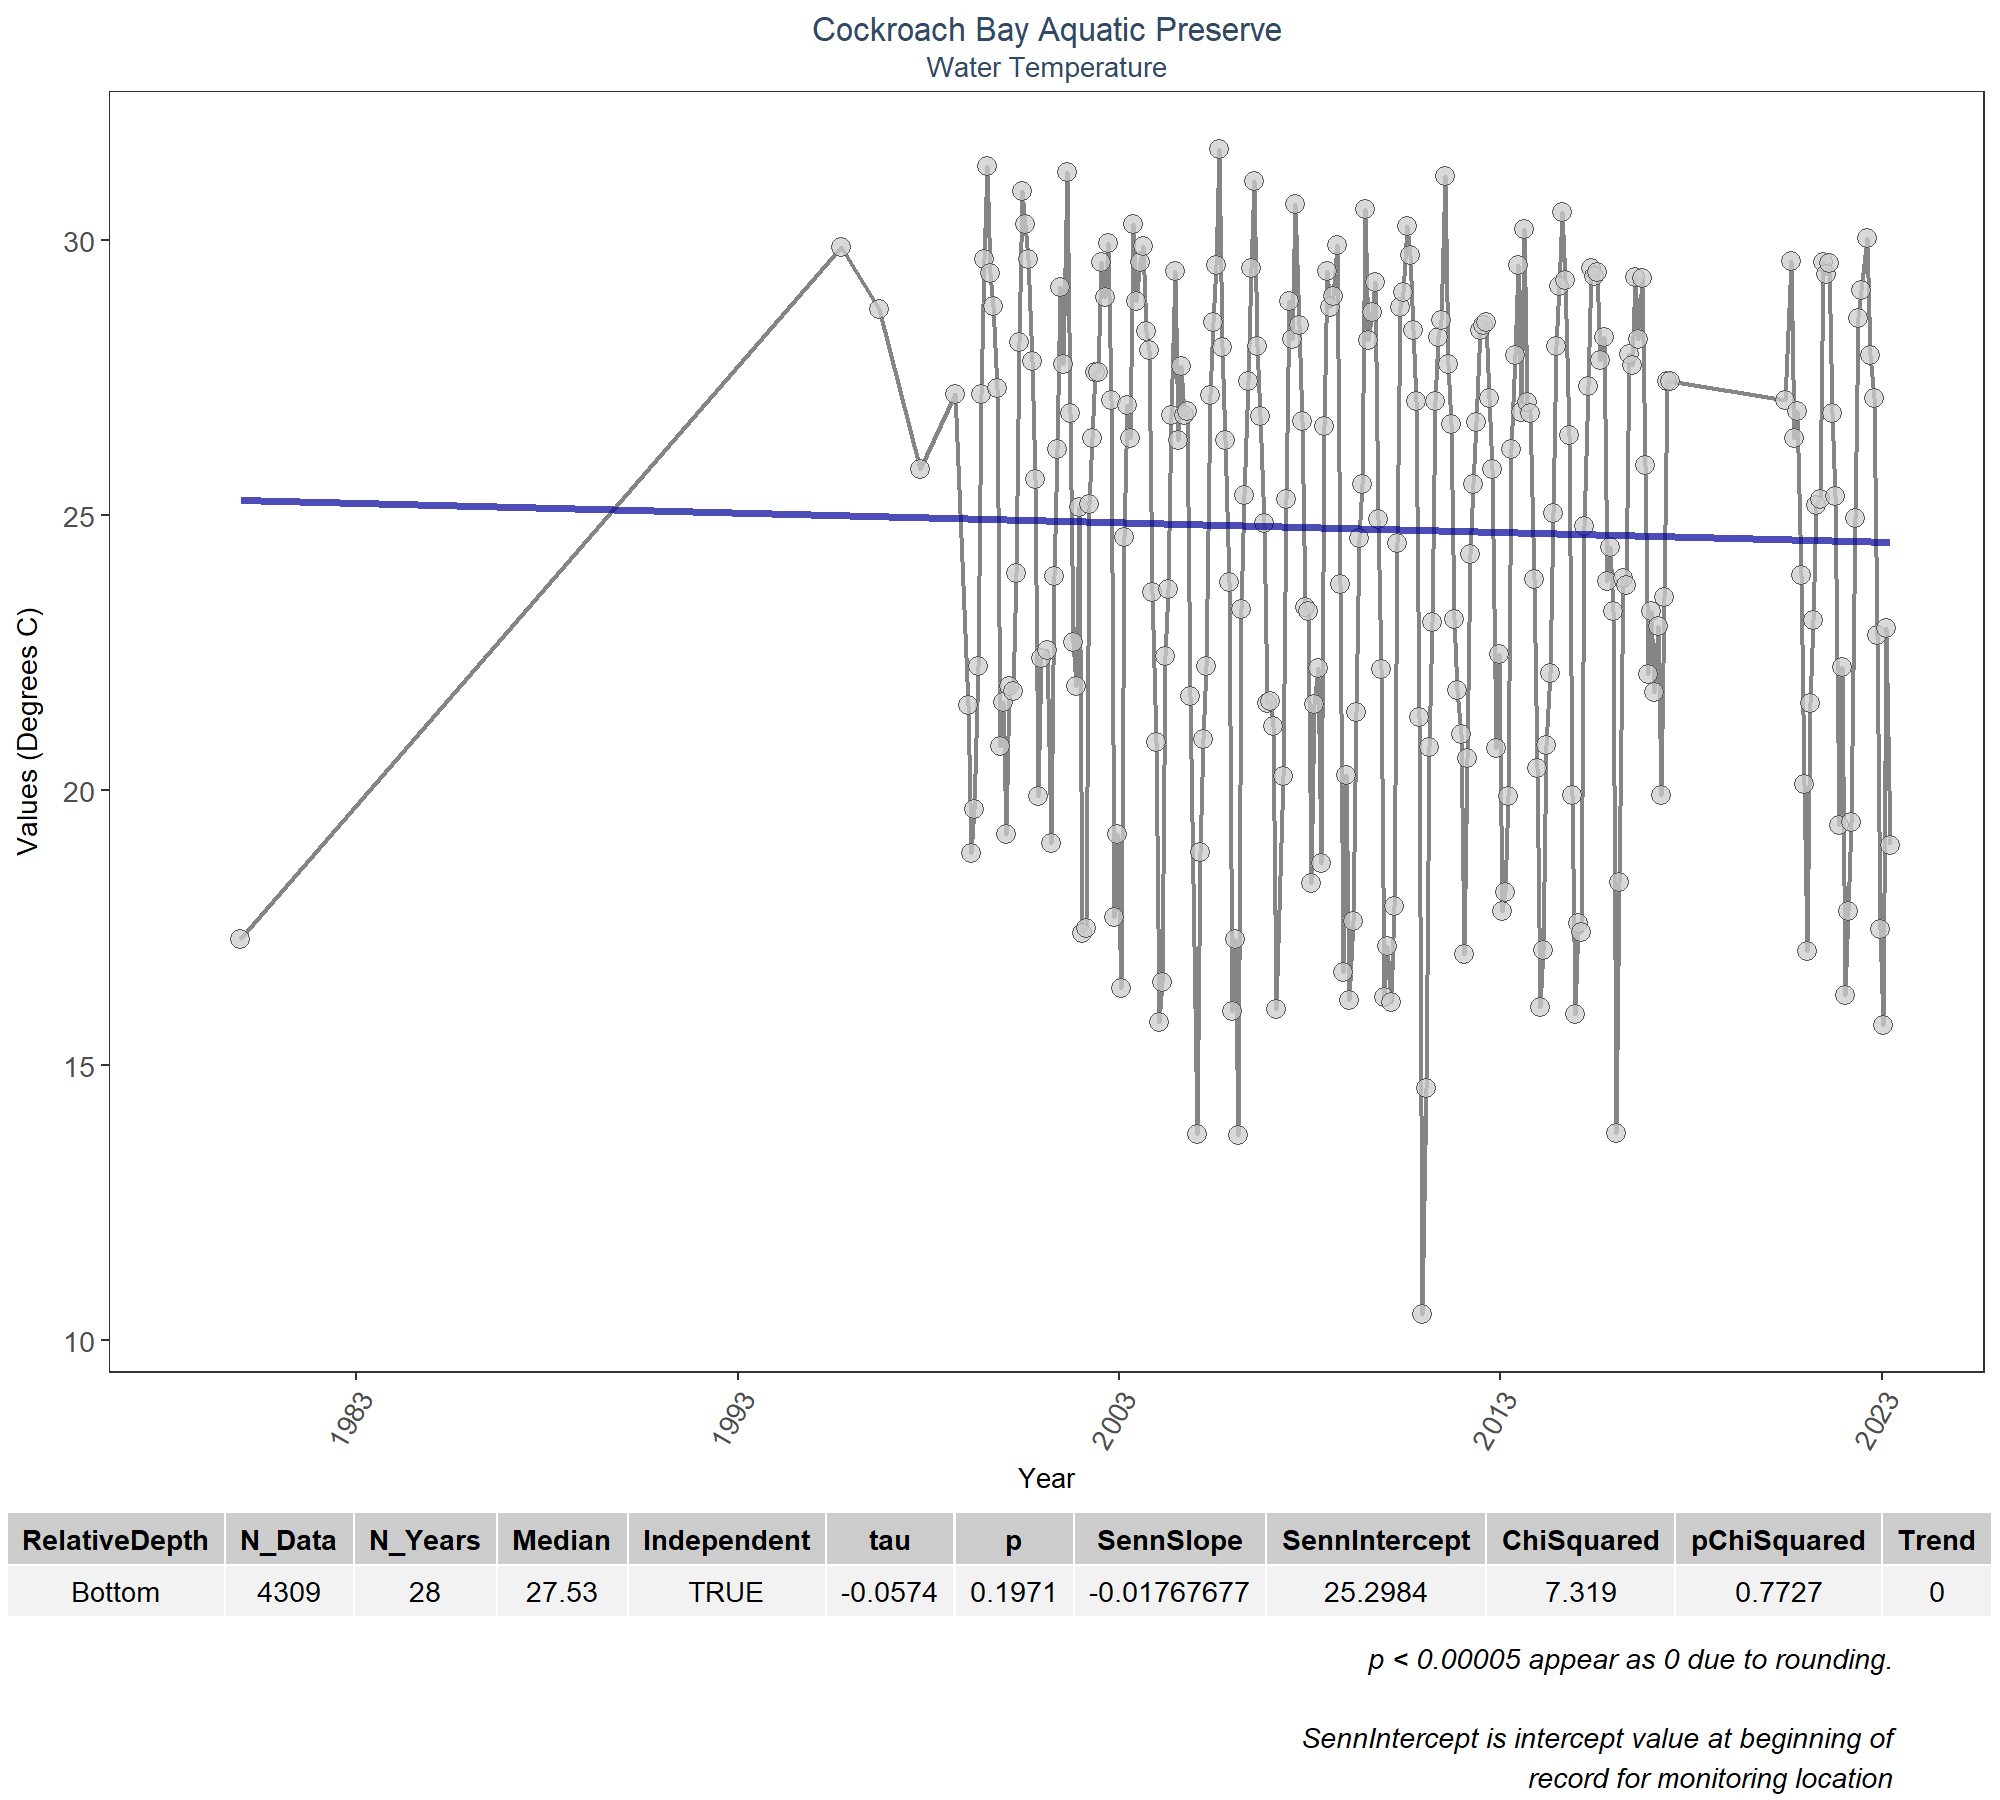 Cockroach Bay Aquatic Preserve
Water Temperature
Values (Degrees C)
30
25
20
15
10
1983
1993
2003
2013
2023
Year
RelativeDepth N_Data N_Years Median Independent tau p SennSlope SennIntercept ChiSquared pChiSquared Trend
Bottom 4309 28 27.53 TRUE -0.0574 0.1971 -0.01767677 25.2984 7.319 0.7727 0
p < 0.00005 appear as 0 due to rounding.
SennIntercept is intercept value at beginning of
record for monitoring location